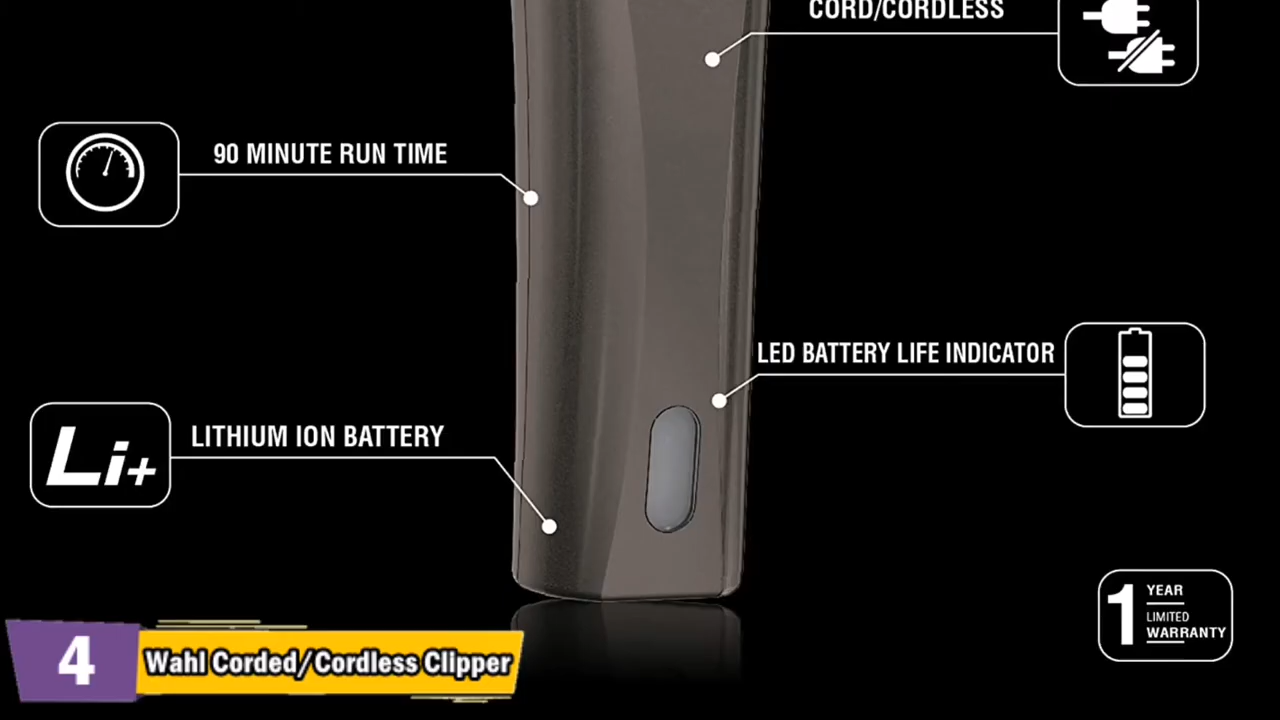 CORD/CORDLESS
90 MINUTE RUN TIME
LED BATTERY LIFE INDICATOR
LITHIUM ION BATTERY
Li+
1 YEAR
LIMITED
WARRANTY
4 Wahl Corded/Cordless Clipper